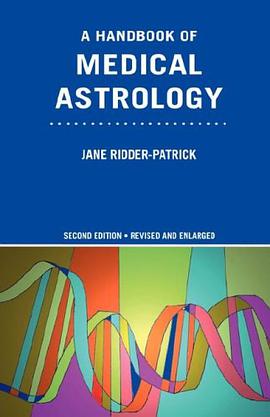 A HANDBOOK OF
MEDICAL
ASTROLOGY
JANE RIDDER-PATRICK
SECOND EDITION • REVISED AND ENLARGED